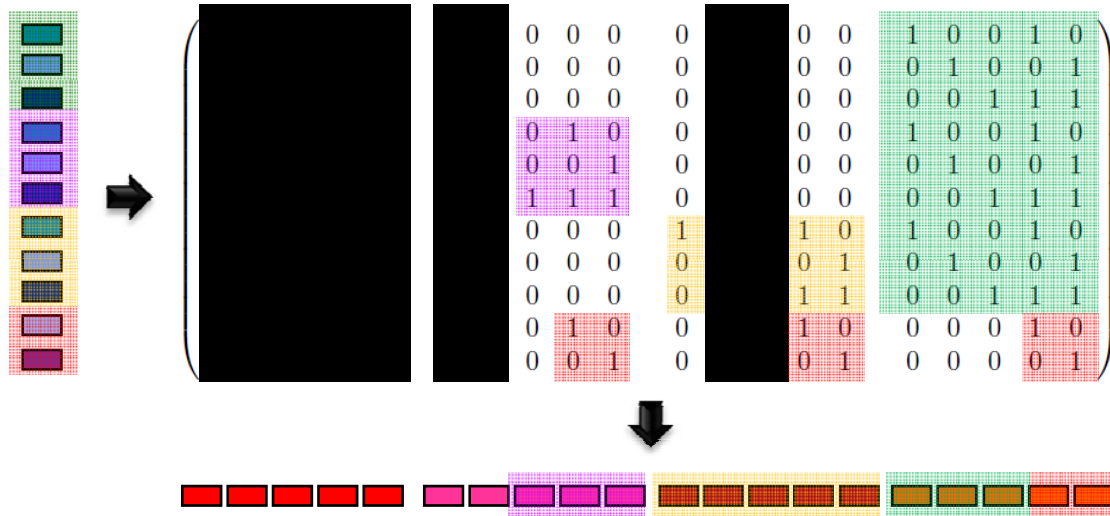 0 0 0 0 0 0 1 0 0 1 0
0 0 0 0 0 0 0 1 0 0 1
0 0 0 0 0 0 0 0 1 1 1
0 1 0 0 0 0 1 0 0 1 0
0 0 1 0 0 0 0 1 0 0 1
1 1 1 0 0 0 0 0 1 1 1
0 0 0 1 1 0 1 0 0 1 0
0 0 0 0 0 1 0 1 0 0 1
0 0 0 0 1 1 0 0 1 1 1
0 1 0 0 1 0 0 0 0 1 0
0 0 1 0 0 1 0 0 0 0 1